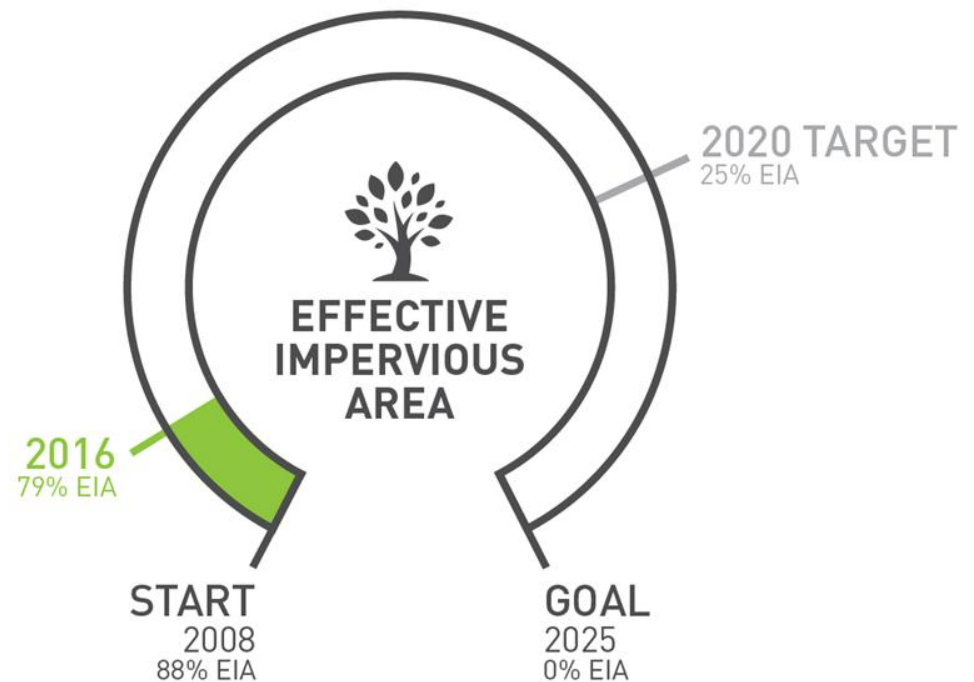 2020 TARGET
25% EIA
EFFECTIVE
IMPERVIOUS
AREA
2016
79% EIA
START
2008
88% EIA
GOAL
2025
0% EIA